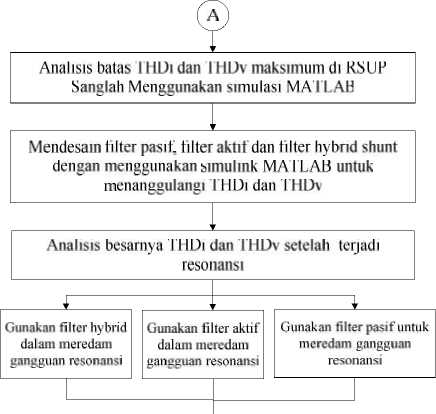 A
Analisis batas THDi dan THDv maksimum di RSUP
Sanglah Menggunakan simulasi MATLAB
Mendesain filter pasif, filter aktif dan filter hybrid shunt
dengan menggunakan simulink MATLAB untuk
menanggulangi THDi dan THDv
Analisis besarnya THDi dan THDv setelah terjadi
resonansi
Gunakan filter hybrid
dalam meredam
gangguan resonansi
Gunakan filter aktif
dalam meredam
gangguan resonansi
Gunakan filter pasif untuk
meredam gangguan
resonansi